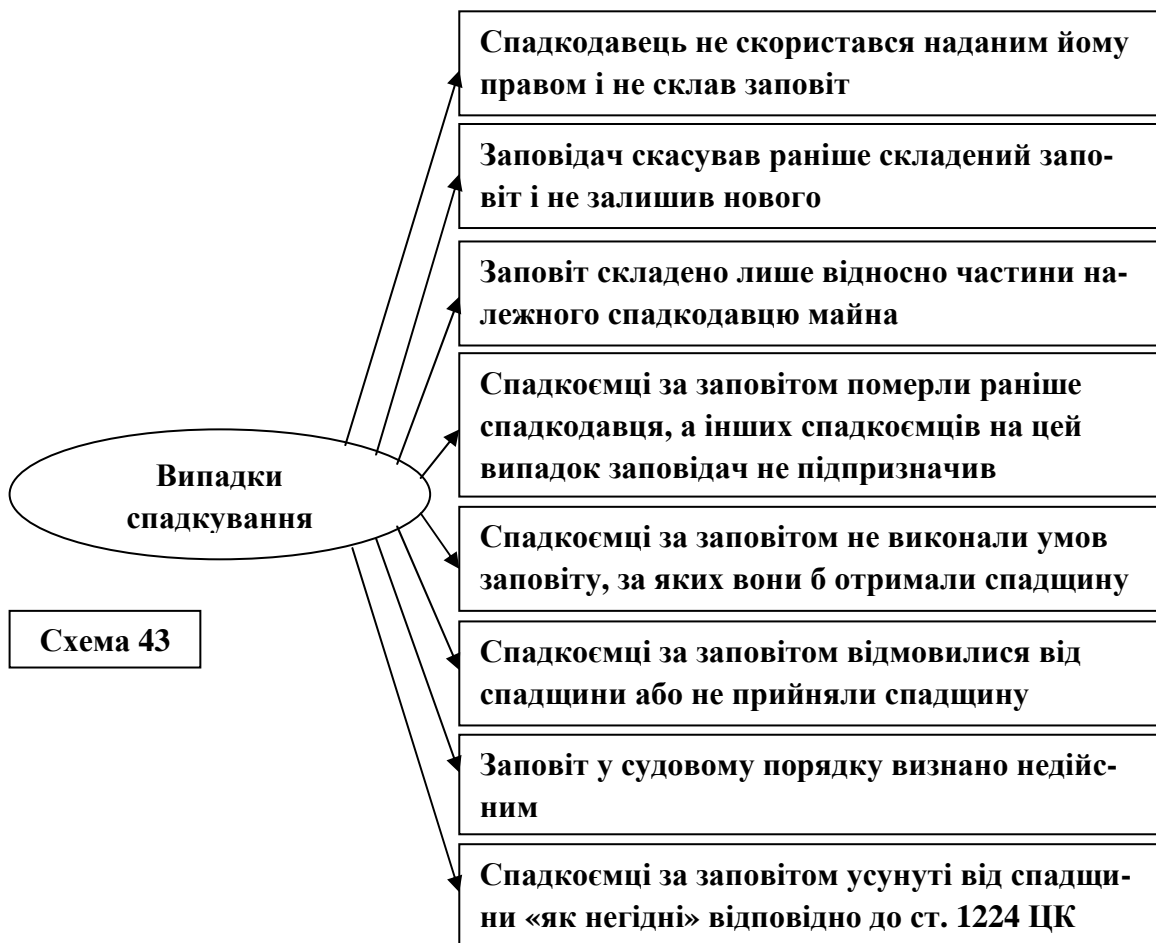 Спадкодавець не скористався наданим йому
правом і не склав заповіт
Заповідач скасував раніше складений запо-
віт і не залишив нового
Заповіт складено лише відносно частини на-
лежного спадкодавцю майна
Спадкоємці за заповітом померли раніше
спадкодавця, а інших спадкоємців на цей
випадок заповідач не підпризначив
Випадки
спадкування
Спадкоємці за заповітом не виконали умов
заповіту, за яких вони б отримали спадщину
Схема 43
Спадкоємці за заповітом відмовилися від
спадщини або не прийняли спадщину
Заповіт у судовому порядку визнано недійс-
ним
Спадкоємці за заповітом усунуті від спадщи-
ни «як негідні» відповідно до ст. 1224 ЦК